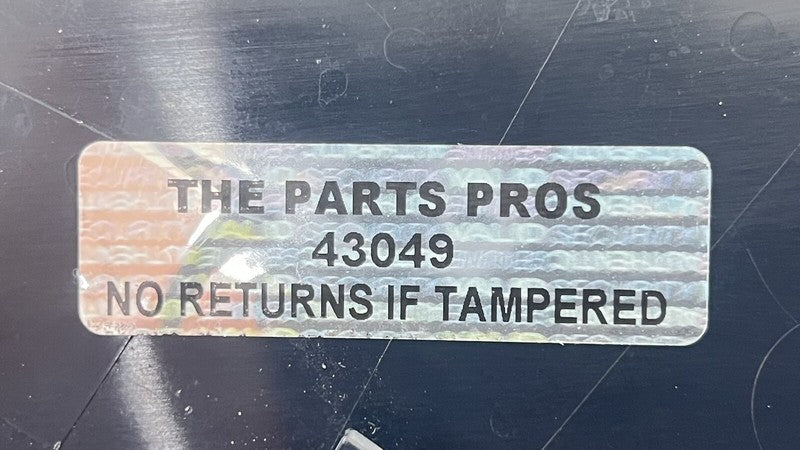 THE PARTS PROS
43049
NO RETURNS IF TAMPERED